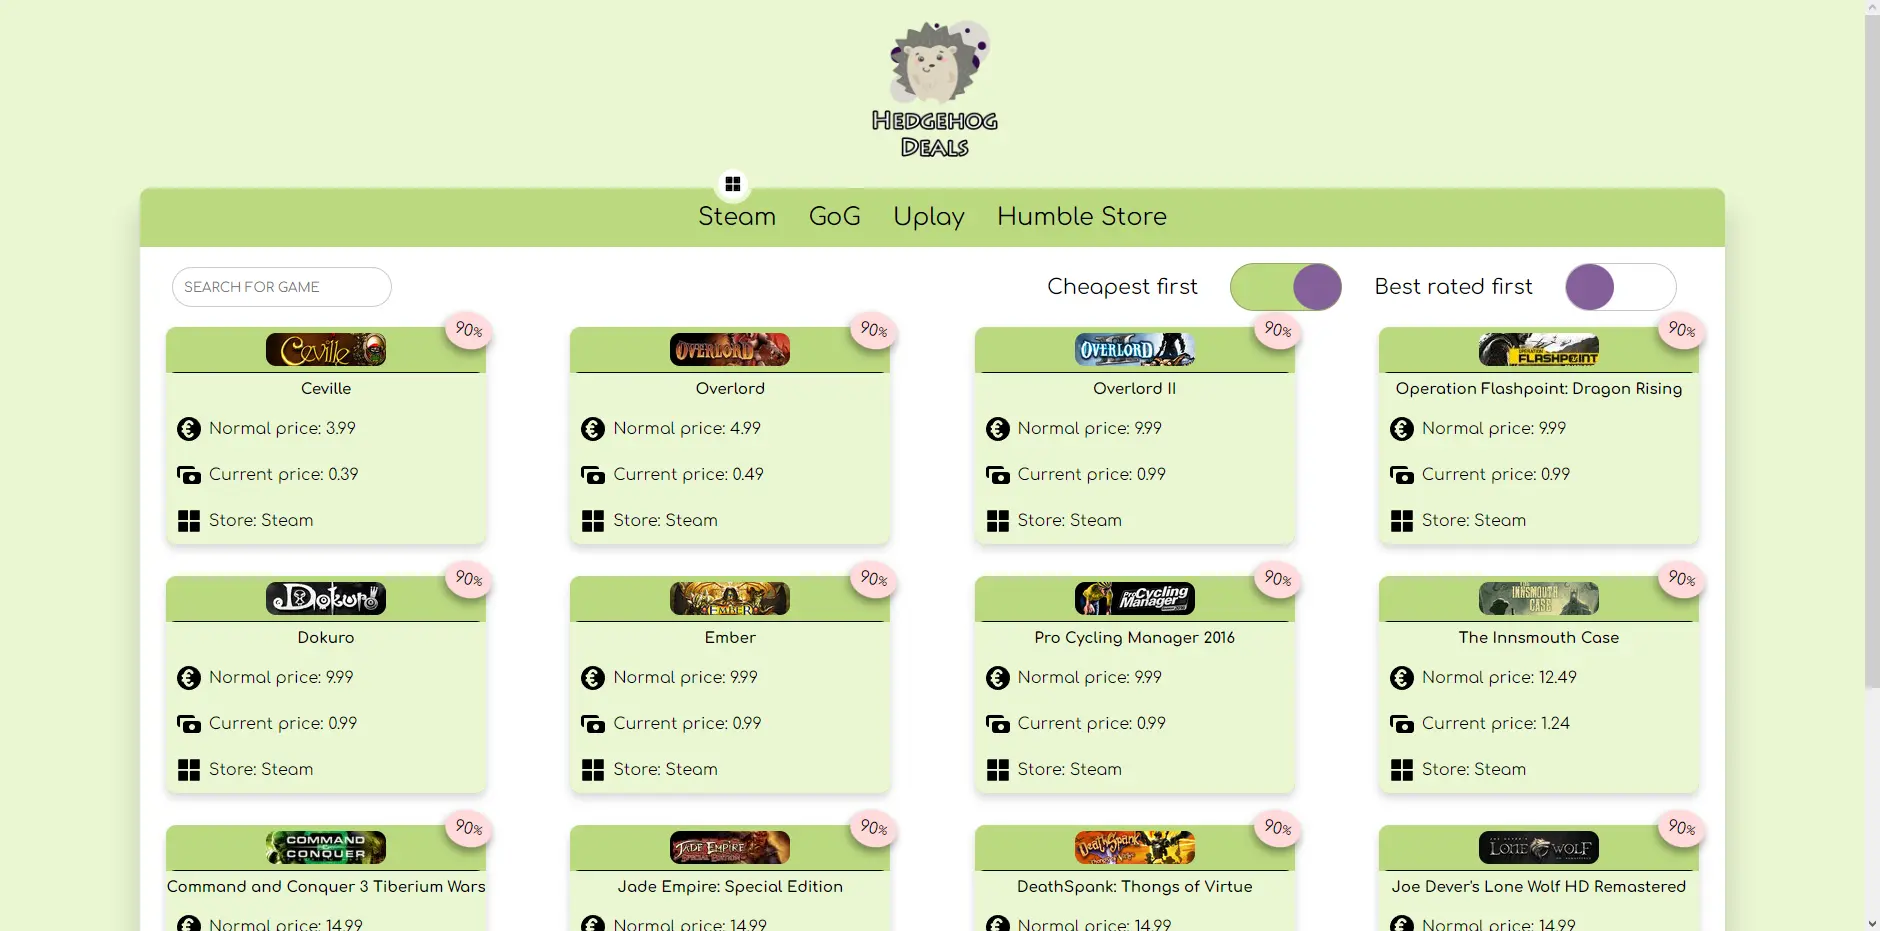 HEDGEHOG
DEALS
Steam GoG Uplay Humble Store
SEARCH FOR GAME
Cheapest first
Best rated first
90%
90%
90%
90%
Ceville
OVERLORD
OVERLORD II
OPERATION FLASHPOINT
Ceville
Overlord
Overlord II
Operation Flashpoint: Dragon Rising
Normal price: 3.99
Normal price: 4.99
Normal price: 9.99
Normal price: 9.99
Current price: 0.39
Current price: 0.49
Current price: 0.99
Current price: 0.99
Store: Steam
Store: Steam
Store: Steam
Store: Steam
90%
90%
90%
90%
Dokuro
EMBER
Pro Cycling
Manager
THE
INNSMOUTH
CASE
Dokuro
Ember
Pro Cycling Manager 2016
The Innsmouth Case
Normal price: 9.99
Normal price: 9.99
Normal price: 9.99
Normal price: 12.49
Current price: 0.99
Current price: 0.99
Current price: 0.99
Current price: 1.24
Store: Steam
Store: Steam
Store: Steam
Store: Steam
90%
90%
90%
90%
COMMAND
CONQUER
JADE EMPIRE
SPECIAL EDITION
DeathSpank
LONE WOLF
Command and Conquer 3 Tiberium Wars
Jade Empire: Special Edition
DeathSpank: Thongs of Virtue
Joe Dever's Lone Wolf HD Remastered
Normal price: 14.99
Normal price: 14.99
Normal price: 14.99
Normal price: 14.99